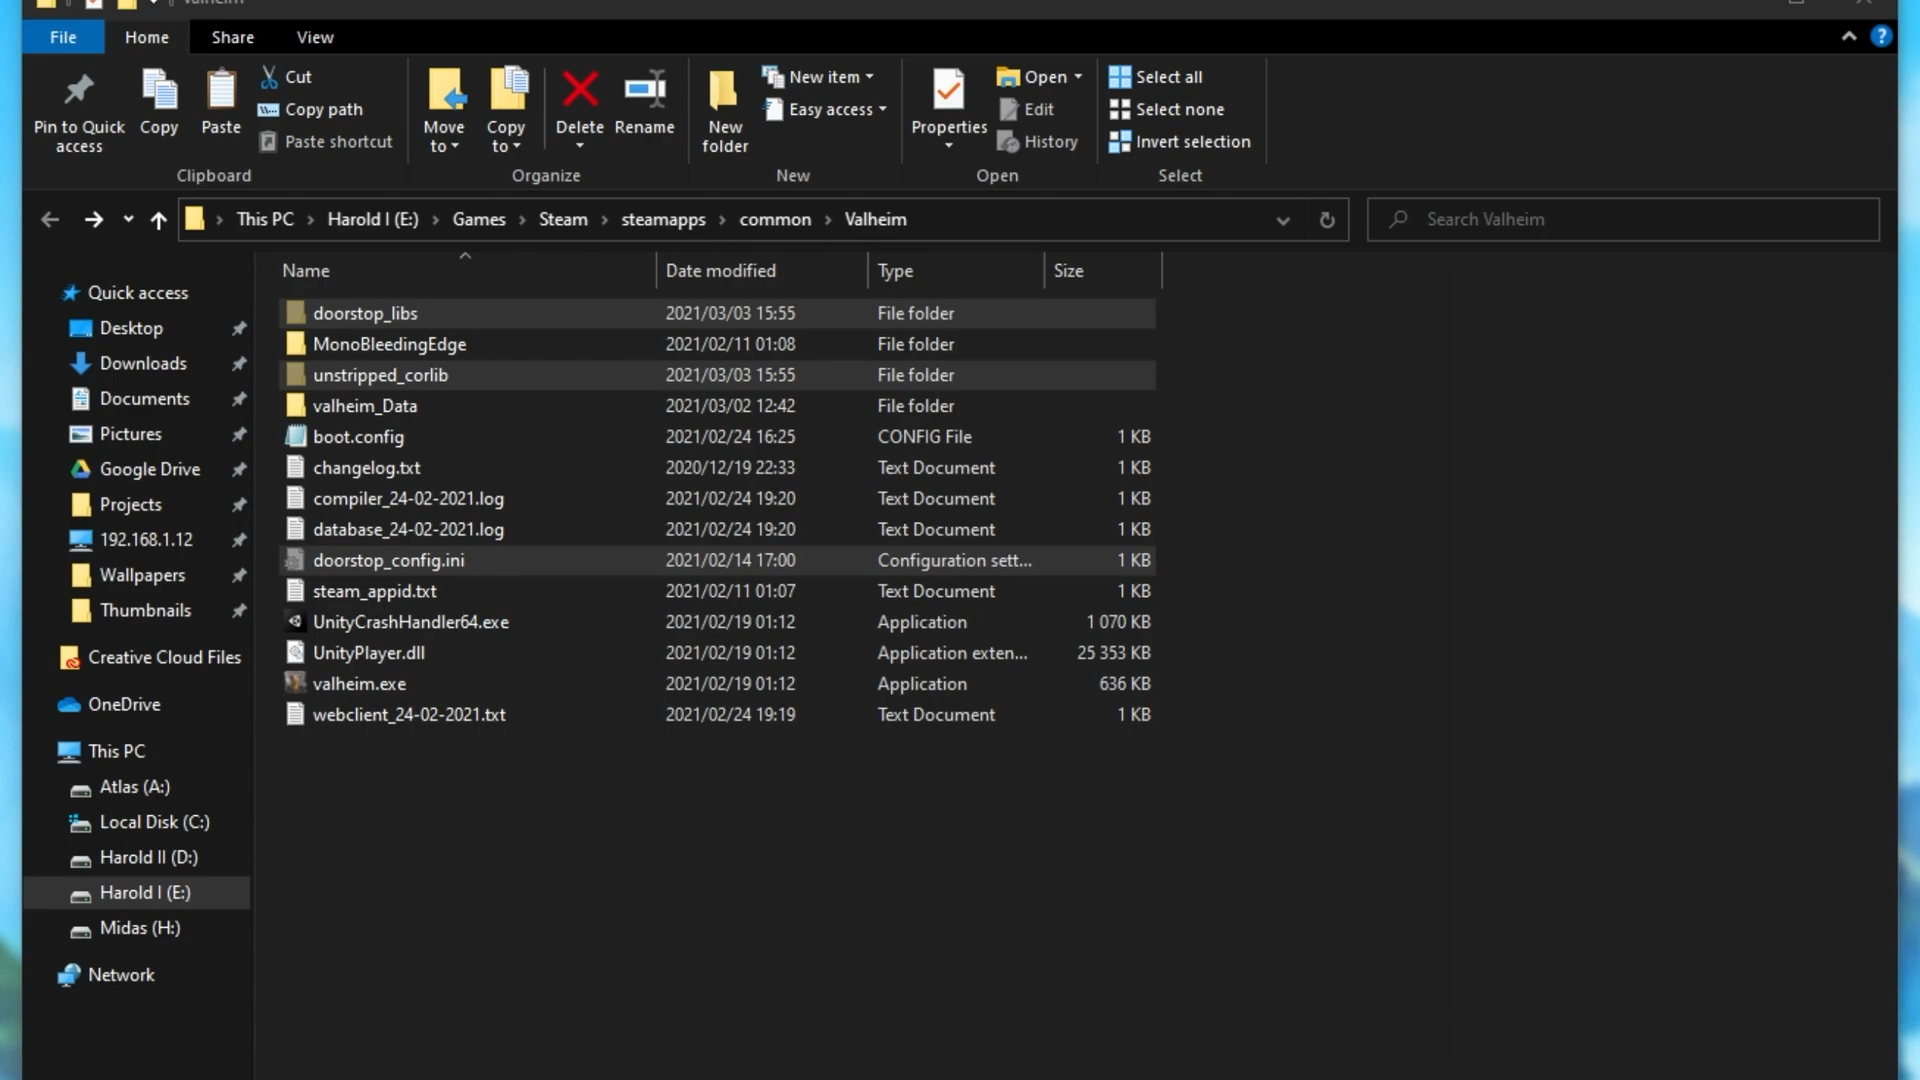 Valheim
File Home Share View
Pin to Quick access
Copy
Paste
Cut
Copy path
Paste shortcut
Clipboard
Move to
Copy to
Delete
Rename
Organize
New folder
New item
Easy access
New
Properties
Open
Edit
History
Open
Select all
Select none
Invert selection
Select
This PC > Harold I (E:) > Games > Steam > steamapps > common > Valheim
Search Valheim
Quick access
Desktop
Downloads
Documents
Pictures
Google Drive
Projects
192.168.1.12
Wallpapers
Thumbnails
Creative Cloud Files
OneDrive
This PC
Atlas (A:)
Local Disk (C:)
Harold II (D:)
Harold I (E:)
Midas (H:)
Network
Name Date modified Type Size
doorstop_libs 2021/03/03 15:55 File folder
MonoBleedingEdge 2021/02/11 01:08 File folder
unstripped_corlib 2021/03/03 15:55 File folder
valheim_Data 2021/03/02 12:42 File folder
boot.config 2021/02/24 16:25 CONFIG File 1 KB
changelog.txt 2020/12/19 22:33 Text Document 1 KB
compiler_24-02-2021.log 2021/02/24 19:20 Text Document 1 KB
database_24-02-2021.log 2021/02/24 19:20 Text Document 1 KB
doorstop_config.ini 2021/02/14 17:00 Configuration sett... 1 KB
steam_appid.txt 2021/02/11 01:07 Text Document 1 KB
UnityCrashHandler64.exe 2021/02/19 01:12 Application 1 070 KB
UnityPlayer.dll 2021/02/19 01:12 Application exten... 25 353 KB
valheim.exe 2021/02/19 01:12 Application 636 KB
webclient_24-02-2021.txt 2021/02/24 19:19 Text Document 1 KB